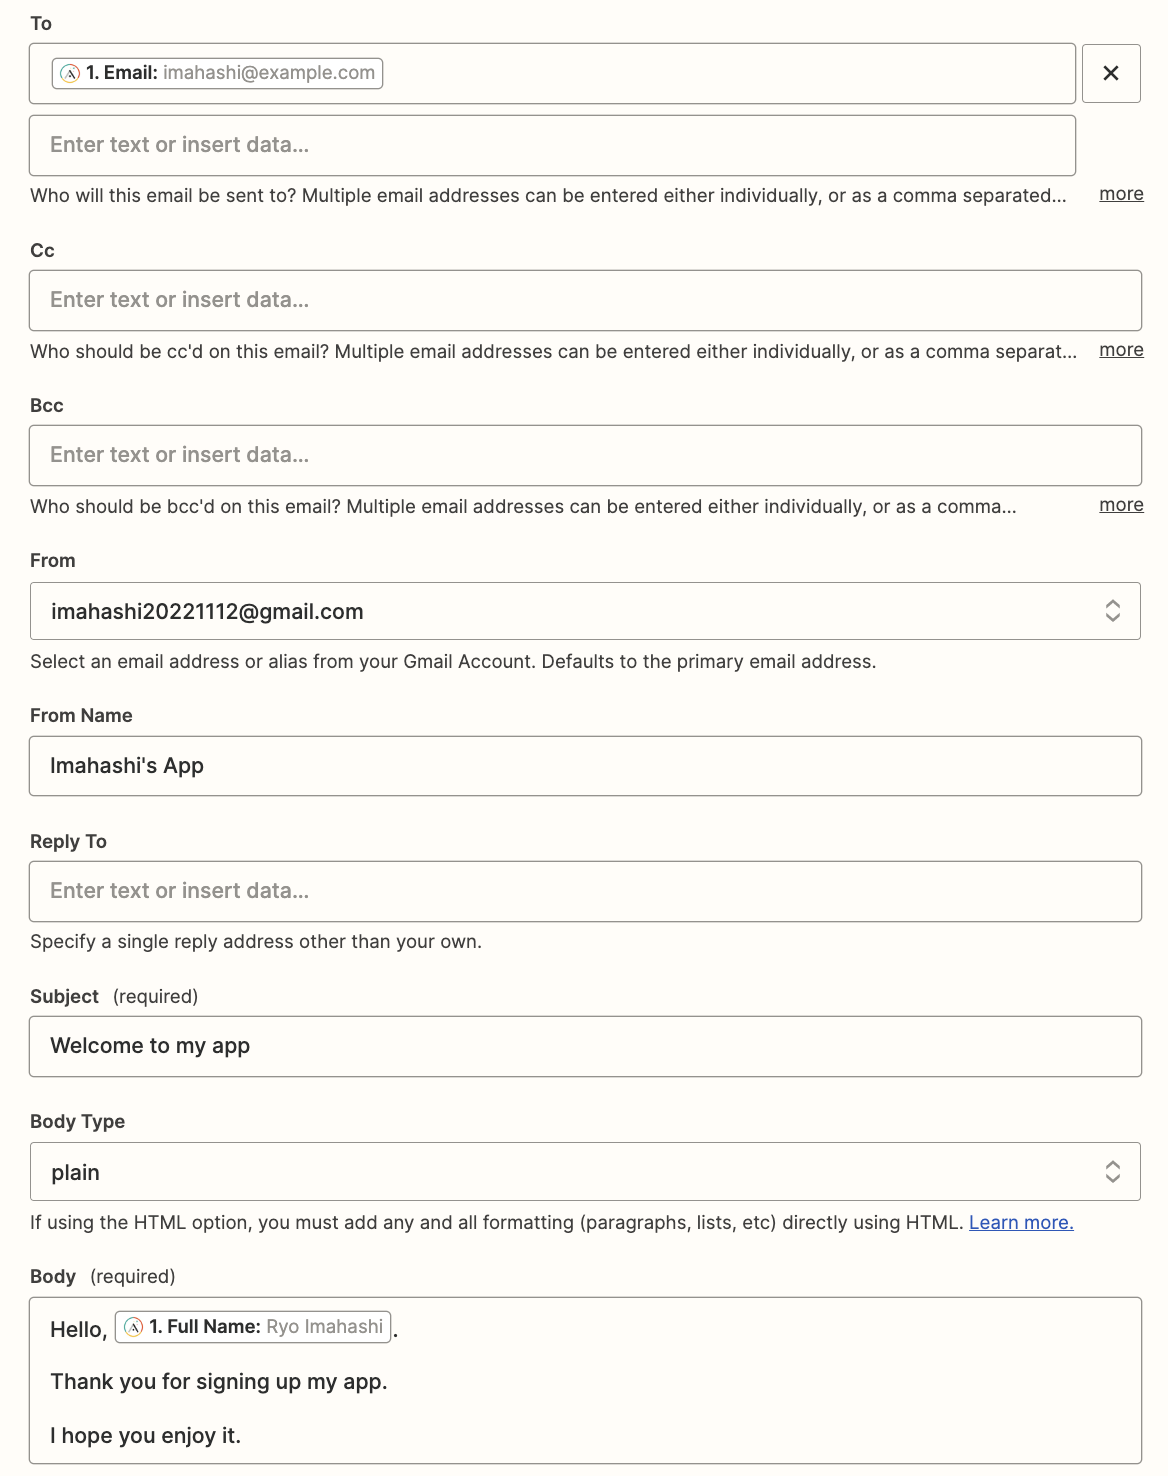 To
1. Email: imahashi@example.com
Enter text or insert data...
Who will this email be sent to? Multiple email addresses can be entered either individually, or as a comma separated... more
Cc
Enter text or insert data...
Who should be cc'd on this email? Multiple email addresses can be entered either individually, or as a comma separat... more
Bcc
Enter text or insert data...
Who should be bcc'd on this email? Multiple email addresses can be entered either individually, or as a comma... more
From
imahashi20221112@gmail.com
Select an email address or alias from your Gmail Account. Defaults to the primary email address.
From Name
Imahashi's App
Reply To
Enter text or insert data...
Specify a single reply address other than your own.
Subject (required)
Welcome to my app
Body Type
plain
If using the HTML option, you must add any and all formatting (paragraphs, lists, etc) directly using HTML. Learn more.
Body (required)
Hello, 1. Full Name: Ryo Imahashi.
Thank you for signing up my app.
I hope you enjoy it.